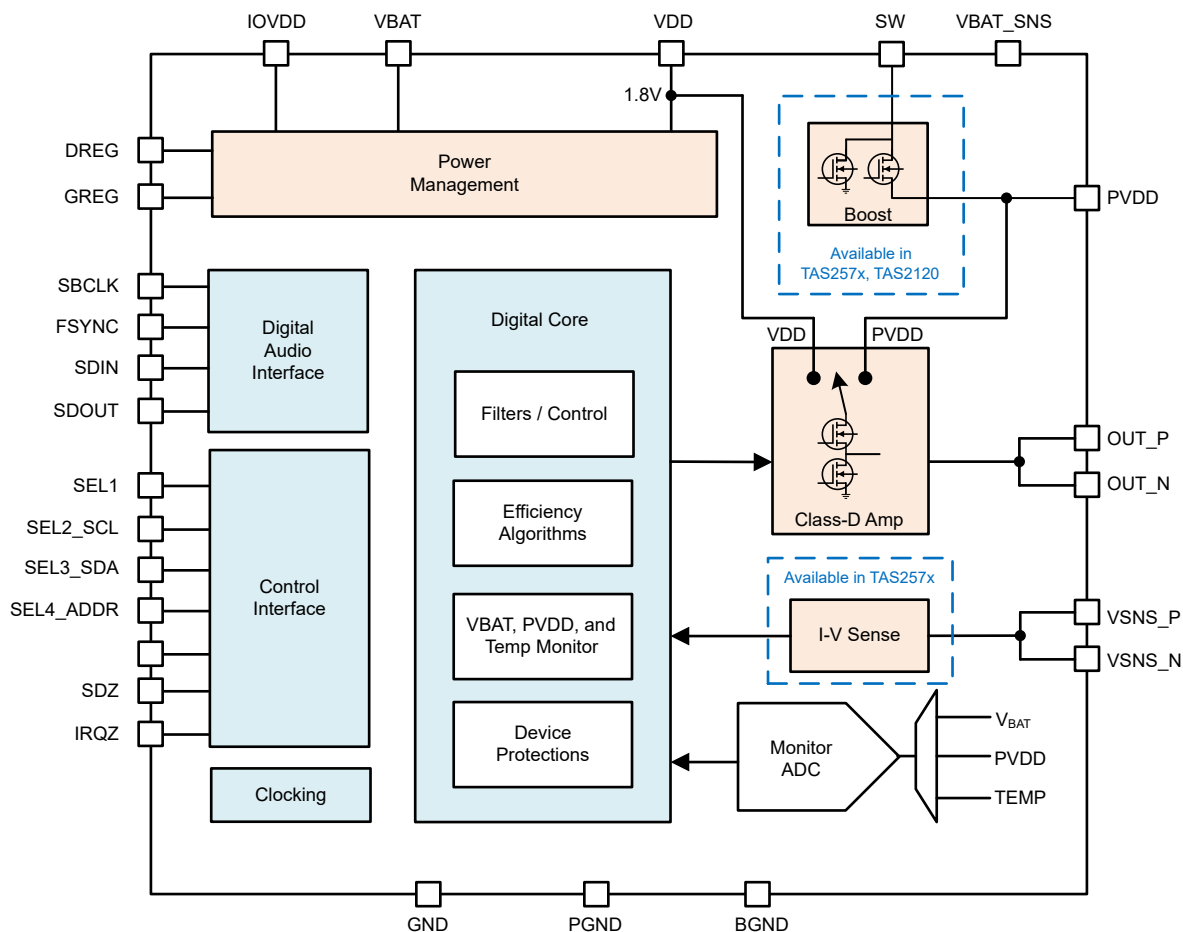 IOVDD
VBAT
VDD
SW
VBAT_SNS
1.8V
DREG
GREG
Power
Management
Boost
PVDD
Available in
TAS257x, TAS2120
SBCLK
FSYNC
SDIN
SDOUT
Digital
Audio
Interface
Digital Core
Filters / Control
Efficiency
Algorithms
VBAT, PVDD, and
Temp Monitor
Device
Protections
VDD
PVDD
Class-D Amp
OUT_P
OUT_N
SEL1
SEL2_SCL
SEL3_SDA
SEL4_ADDR
SDZ
IRQZ
Control
Interface
Clocking
Available in TAS257x
I-V Sense
VSNS_P
VSNS_N
Monitor
ADC
VBAT
PVDD
TEMP
GND
PGND
BGND